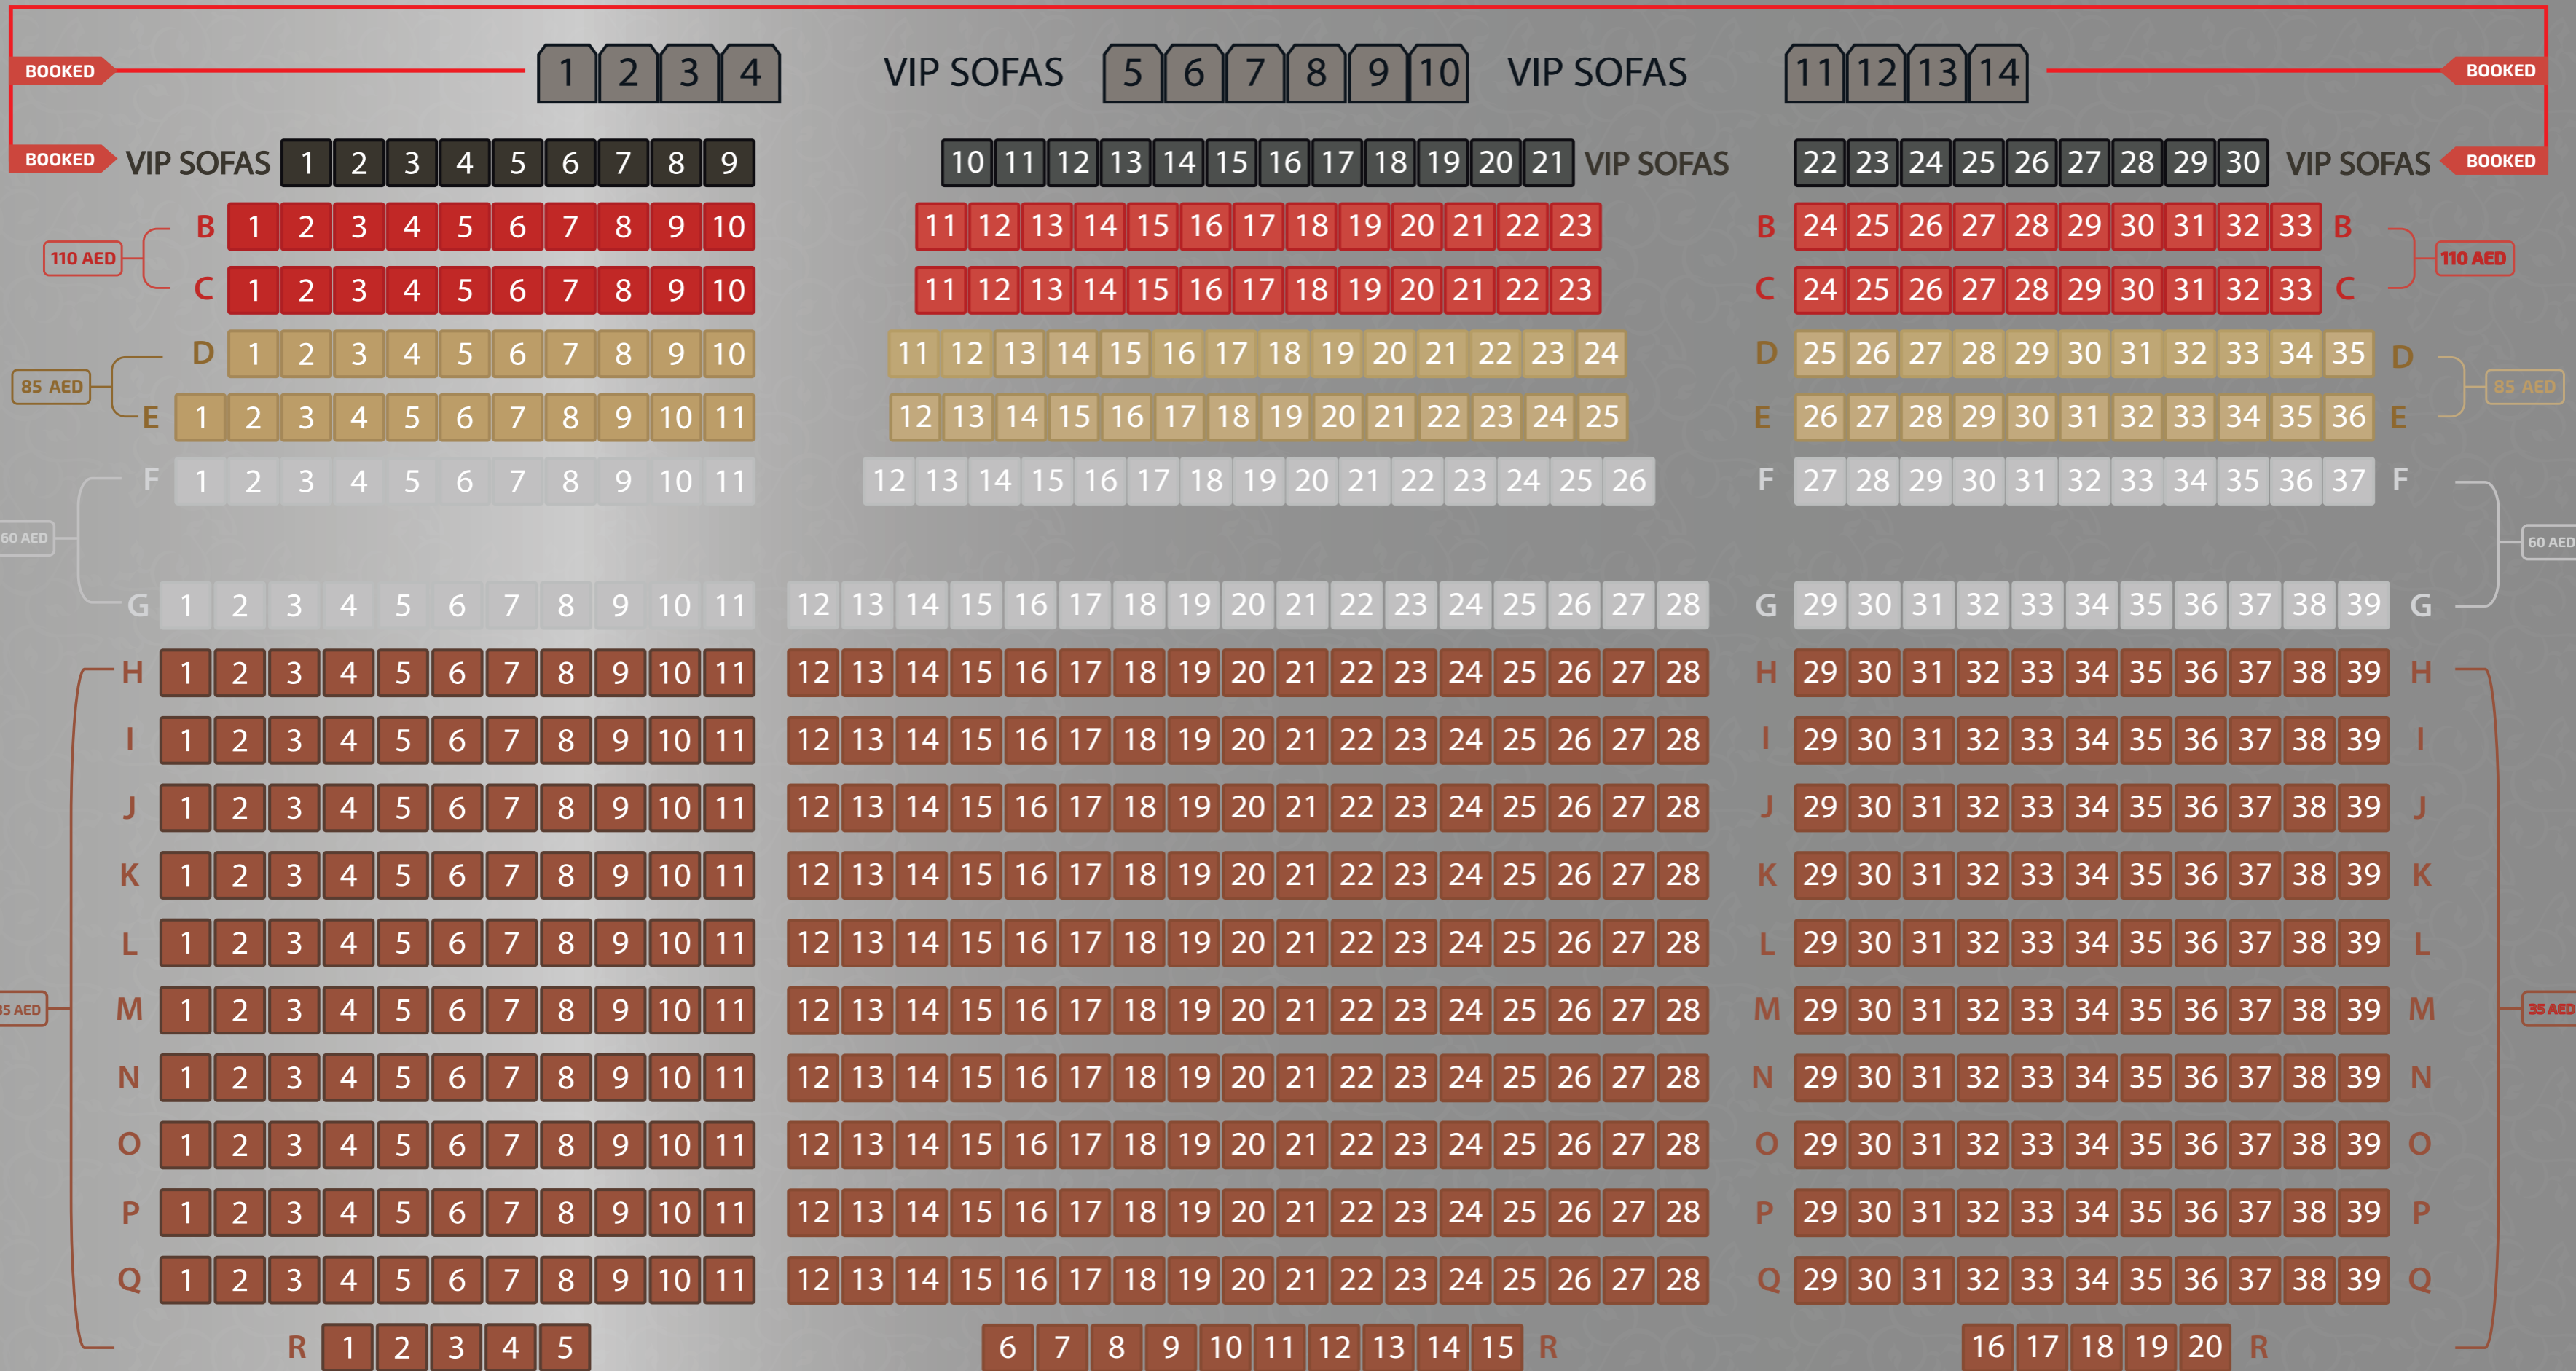 BOOKED 1 2 3 4 VIP SOFAS 5 6 7 8 9 10 VIP SOFAS 11 12 13 14 BOOKED
BOOKED VIP SOFAS 1 2 3 4 5 6 7 8 9 10 11 12 13 14 15 16 17 18 19 20 21 VIP SOFAS 22 23 24 25 26 27 28 29 30 VIP SOFAS BOOKED
B 1 2 3 4 5 6 7 8 9 10 11 12 13 14 15 16 17 18 19 20 21 22 23 B 24 25 26 27 28 29 30 31 32 33 B
110 AED 110 AED
C 1 2 3 4 5 6 7 8 9 10 11 12 13 14 15 16 17 18 19 20 21 22 23 C 24 25 26 27 28 29 30 31 32 33 C
D 1 2 3 4 5 6 7 8 9 10 11 12 13 14 15 16 17 18 19 20 21 22 23 24 D 25 26 27 28 29 30 31 32 33 34 35 D
85 AED 85 AED
E 1 2 3 4 5 6 7 8 9 10 11 12 13 14 15 16 17 18 19 20 21 22 23 24 25 E 26 27 28 29 30 31 32 33 34 35 36 E
F 1 2 3 4 5 6 7 8 9 10 11 12 13 14 15 16 17 18 19 20 21 22 23 24 25 26 F 27 28 29 30 31 32 33 34 35 36 37 F
60 AED 60 AED
G 1 2 3 4 5 6 7 8 9 10 11 12 13 14 15 16 17 18 19 20 21 22 23 24 25 26 27 28 G 29 30 31 32 33 34 35 36 37 38 39 G
H 1 2 3 4 5 6 7 8 9 10 11 12 13 14 15 16 17 18 19 20 21 22 23 24 25 26 27 28 H 29 30 31 32 33 34 35 36 37 38 39 H
I 1 2 3 4 5 6 7 8 9 10 11 12 13 14 15 16 17 18 19 20 21 22 23 24 25 26 27 28 I 29 30 31 32 33 34 35 36 37 38 39 I
J 1 2 3 4 5 6 7 8 9 10 11 12 13 14 15 16 17 18 19 20 21 22 23 24 25 26 27 28 J 29 30 31 32 33 34 35 36 37 38 39 J
K 1 2 3 4 5 6 7 8 9 10 11 12 13 14 15 16 17 18 19 20 21 22 23 24 25 26 27 28 K 29 30 31 32 33 34 35 36 37 38 39 K
L 1 2 3 4 5 6 7 8 9 10 11 12 13 14 15 16 17 18 19 20 21 22 23 24 25 26 27 28 L 29 30 31 32 33 34 35 36 37 38 39 L
35 AED M 1 2 3 4 5 6 7 8 9 10 11 12 13 14 15 16 17 18 19 20 21 22 23 24 25 26 27 28 M 29 30 31 32 33 34 35 36 37 38 39 M 35 AED
N 1 2 3 4 5 6 7 8 9 10 11 12 13 14 15 16 17 18 19 20 21 22 23 24 25 26 27 28 N 29 30 31 32 33 34 35 36 37 38 39 N
O 1 2 3 4 5 6 7 8 9 10 11 12 13 14 15 16 17 18 19 20 21 22 23 24 25 26 27 28 O 29 30 31 32 33 34 35 36 37 38 39 O
P 1 2 3 4 5 6 7 8 9 10 11 12 13 14 15 16 17 18 19 20 21 22 23 24 25 26 27 28 P 29 30 31 32 33 34 35 36 37 38 39 P
Q 1 2 3 4 5 6 7 8 9 10 11 12 13 14 15 16 17 18 19 20 21 22 23 24 25 26 27 28 Q 29 30 31 32 33 34 35 36 37 38 39 Q
R 1 2 3 4 5 6 7 8 9 10 11 12 13 14 15 R 16 17 18 19 20 R